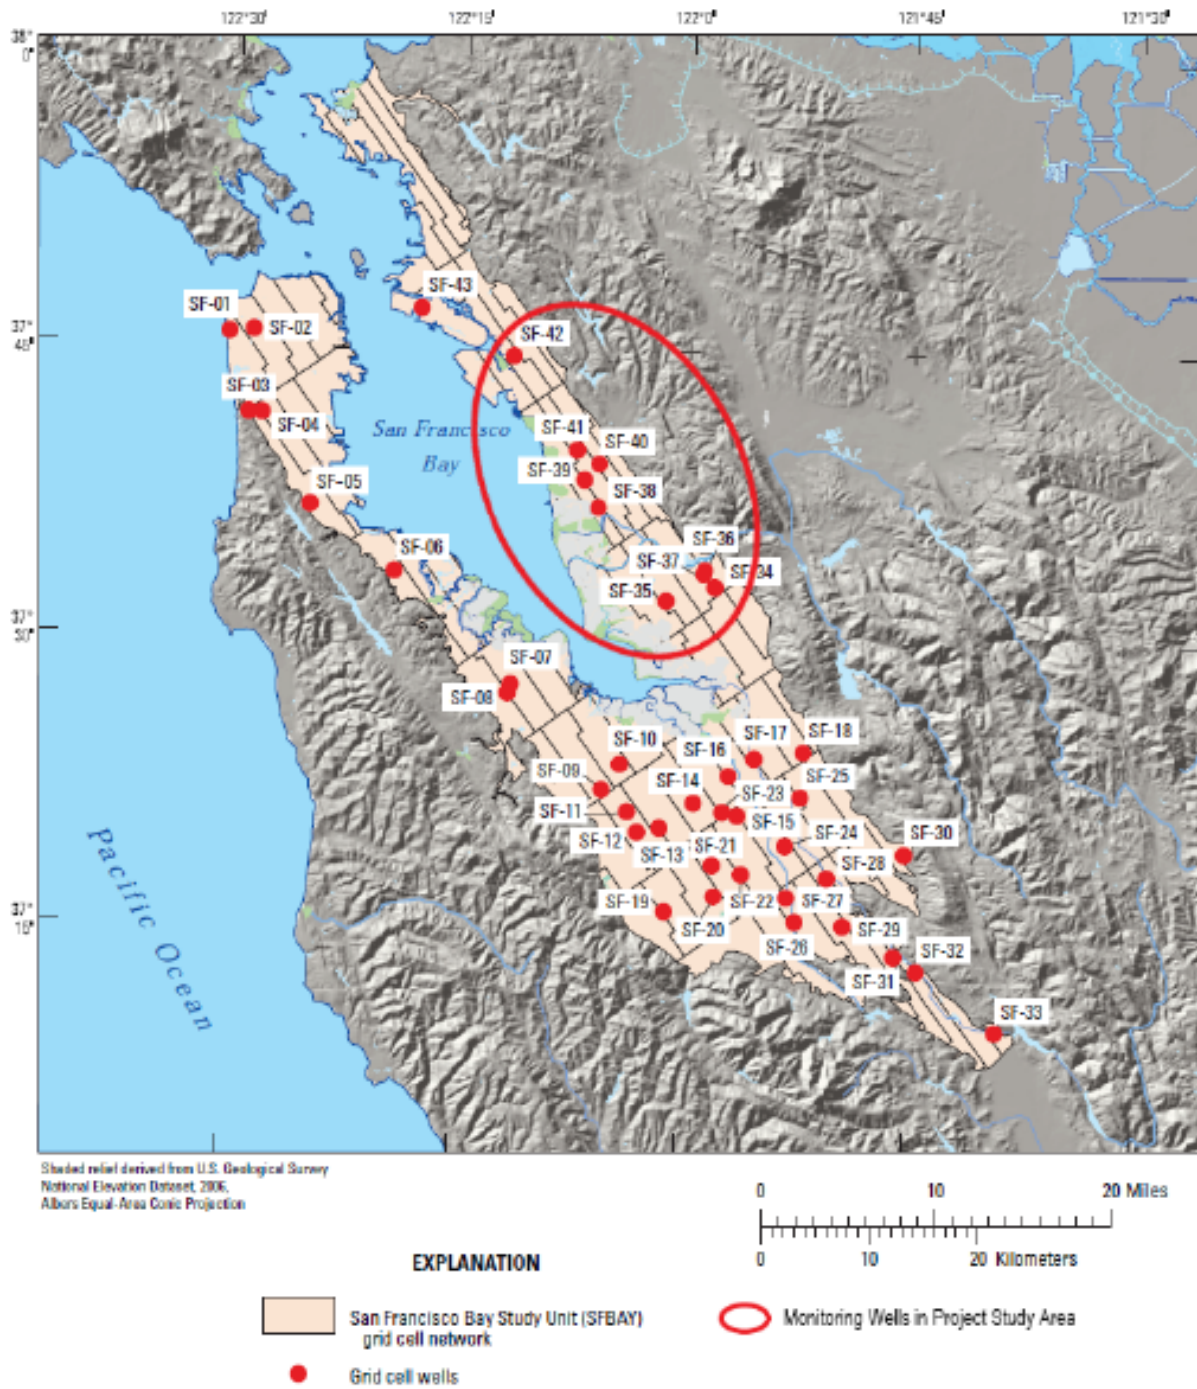 122°30'
122°15'
122°0'
121°45'
121°30'
38°
0'
SF-43
SF-01
SF-02
37°
45'
SF-42
SF-03
SF-04
San Francisco
Bay
SF-41
SF-40
SF-39
SF-05
SF-38
SF-36
SF-06
SF-37
SF-34
SF-35
37°
30'
SF-07
SF-08
SF-18
SF-17
SF-10
SF-16
SF-09
SF-25
SF-14
SF-23
SF-11
SF-15
SF-24
SF-12
SF-30
SF-21
SF-13
SF-28
Pacific Ocean
SF-19
SF-22
SF-27
37°
15'
SF-20
SF-29
SF-26
SF-32
SF-31
SF-33
Shaded relief derived from U.S. Geological Survey
National Elevation Dataset, 2006,
Albers Equal-Area Conic Projection
0 10 20 Miles
0 10 20 Kilometers
EXPLANATION
San Francisco Bay Study Unit (SFBAY)
grid cell network
Monitoring Wells in Project Study Area
Grid cell wells